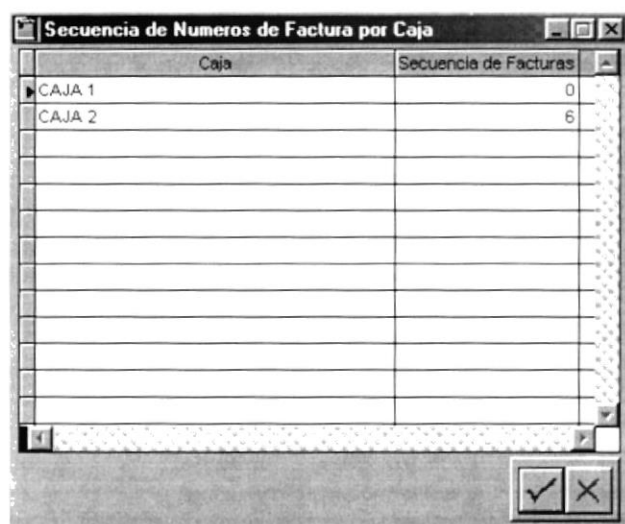 Secuencia de Numeros de Factura por Caja
Caja Secuencia de Facturas
CAJA 1 0
CAJA 2 6